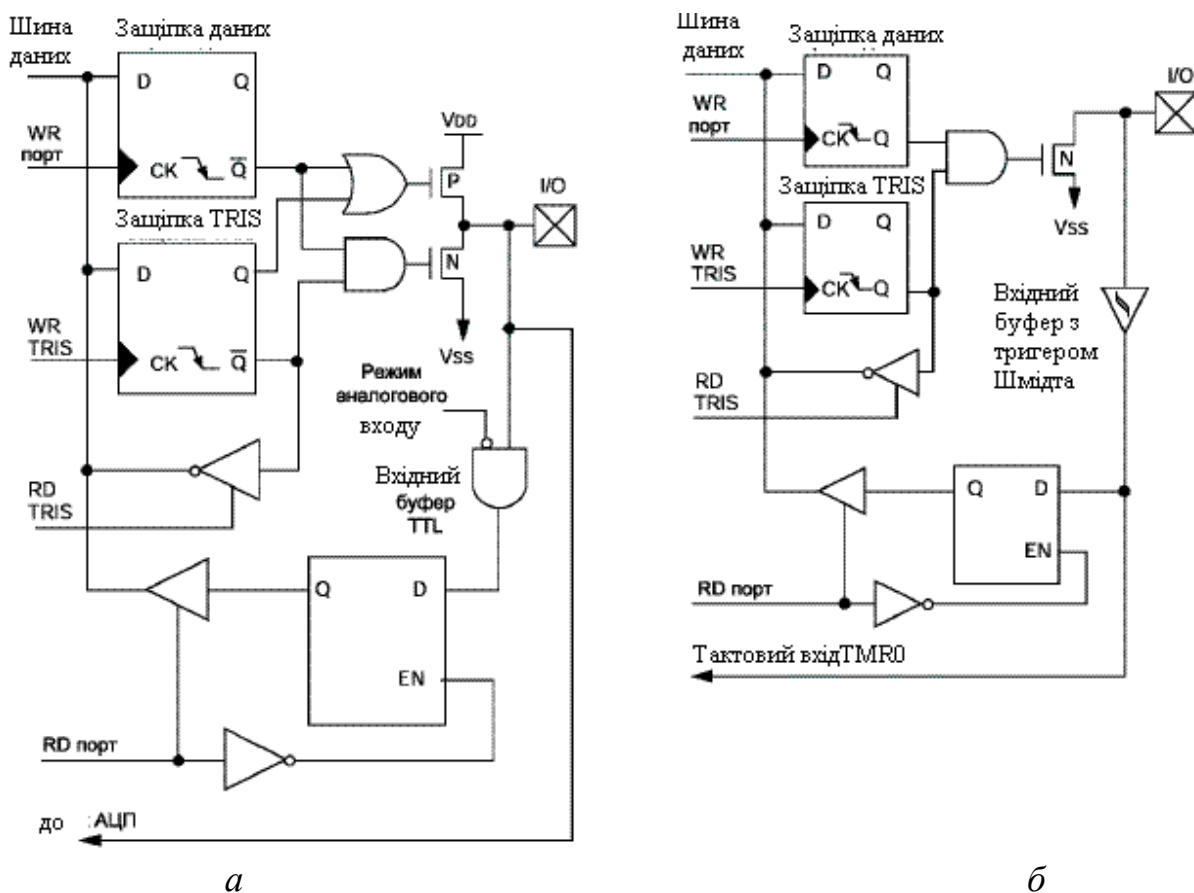 Шина
даних
Защіпка даних
D
Q
WR
порт
CK
Q̅
VDD
P
I/O
Защіпка TRIS
D
Q
N
WR
TRIS
CK
Q̅
Vss
Режим
аналогового
входу
Вхідний
буфер
TTL
RD
TRIS
Q
D
EN
RD порт
до :АЦП
а
Шина
даних
Защіпка даних
D
Q
I/O
WR
порт
CK
Q
N
Защіпка TRIS
D
Q
Vss
WR
TRIS
CK
Q
Вхідний
буфер з
тригером
Шмідта
RD
TRIS
Q
D
EN
RD порт
Тактовий вхідTMR0
б